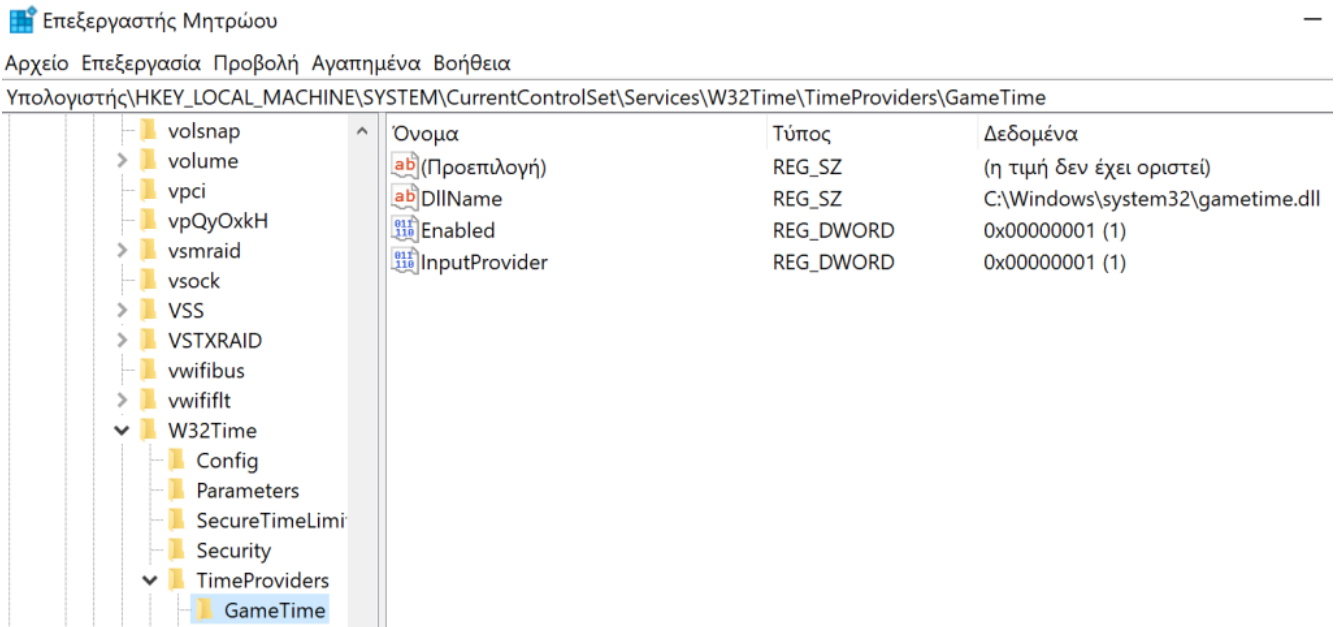 Επεξεργαστής Μητρώου
Αρχείο Επεξεργασία Προβολή Αγαπημένα Βοήθεια
Υπολογιστής\HKEY_LOCAL_MACHINE\SYSTEM\CurrentControlSet\Services\W32Time\TimeProviders\GameTime
volsnap
volume
vpci
vpQyOxkH
vsmraid
vsock
VSS
VSTXRAID
vwifibus
vwififlt
W32Time
Config
Parameters
SecureTimeLimi
Security
TimeProviders
GameTime
Όνομα Τύπος Δεδομένα
(Προεπιλογή) REG_SZ (η τιμή δεν έχει οριστεί)
DllName REG_SZ C:\Windows\system32\gametime.dll
Enabled REG_DWORD 0x00000001 (1)
InputProvider REG_DWORD 0x00000001 (1)